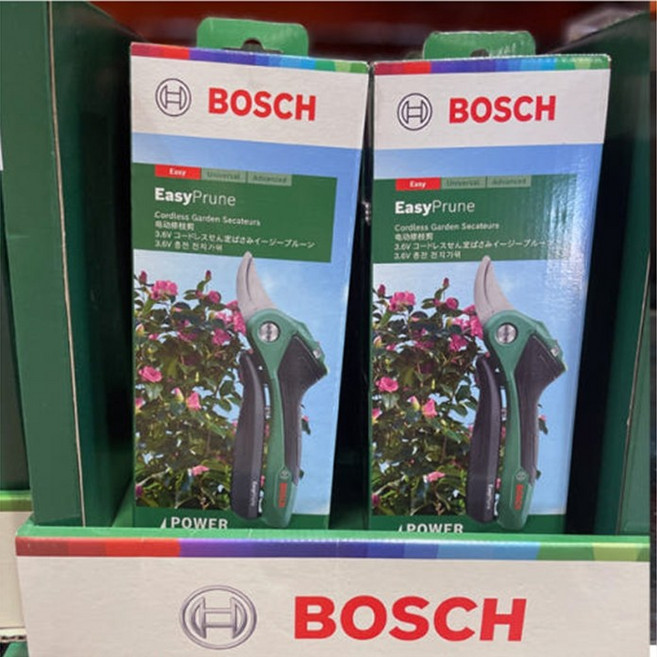 BOSCH
Easy Universal Advanced
EasyPrune
Cordless Garden Secateurs
电动修枝剪
3.6V コードレスせん定ばさみイージープルーン
3.6V 충전 전지가위
BOSCH
EasyPrune
POWER
BOSCH
Easy Universal Advanced
EasyPrune
Cordless Garden Secateurs
电动修枝剪
3.6V コードレスせん定ばさみイージープルーン
3.6V 충전 전지가위
BOSCH
EasyPrune
POWER
BOSCH